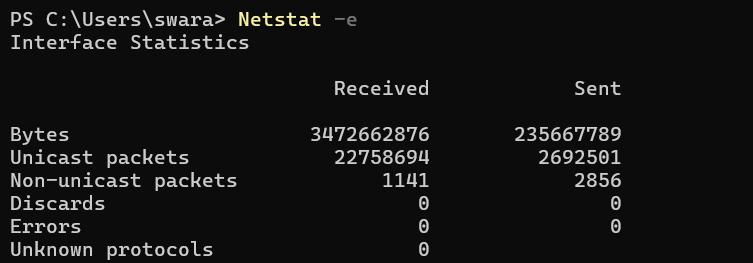 PS C:\Users\swara> Netstat -e
Interface Statistics
Received Sent
Bytes 3472662876 235667789
Unicast packets 22758694 2692501
Non-unicast packets 1141 2856
Discards 0 0
Errors 0 0
Unknown protocols 0